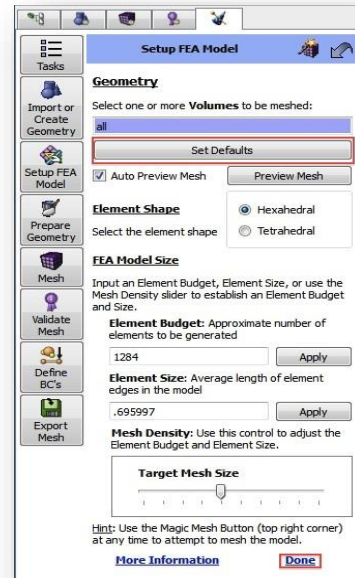 Setup FEA Model
Tasks
Geometry
Import or
Create
Geometry
Select one or more Volumes to be meshed:
all
Set Defaults
Setup FEA
Model
Auto Preview Mesh
Preview Mesh
Prepare
Geometry
Element Shape
Select the element shape
Hexahedral
Tetrahedral
Mesh
FEA Model Size
Input an Element Budget, Element Size, or use the
Mesh Density slider to establish an Element Budget
and Size.
Validate
Mesh
Element Budget: Approximate number of
elements to be generated
1284
Apply
Define
BC's
Element Size: Average length of element
edges in the model
.695997
Apply
Export
Mesh
Mesh Density: Use this control to adjust the
Element Budget and Element Size.
Target Mesh Size
Hint: Use the Magic Mesh Button (top right corner)
at any time to attempt to mesh the model.
More Information
Done